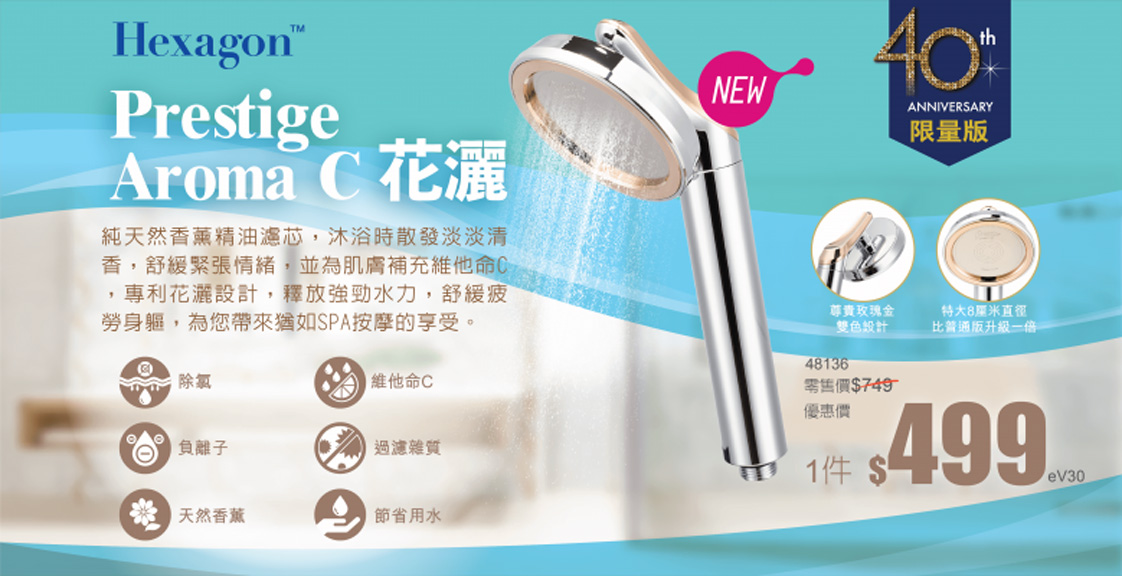 Hexagon™
Prestige
Aroma C 花灑
純天然香薰精油濾芯，沐浴時散發淡淡清
香，舒緩緊張情緒，並為肌膚補充維他命C
，專利花灑設計，釋放強勁水力，舒緩疲
勞身軀，為您帶來猶如SPA按摩的享受。
除氯
維他命C
負離子
過濾雜質
天然香薰
節省用水
NEW
40th
ANNIVERSARY
限量版
尊貴玫瑰金
雙色設計
特大8厘米直徑
比普通版升級一倍
48136
零售價$749
優惠價
1件 $499 eV30